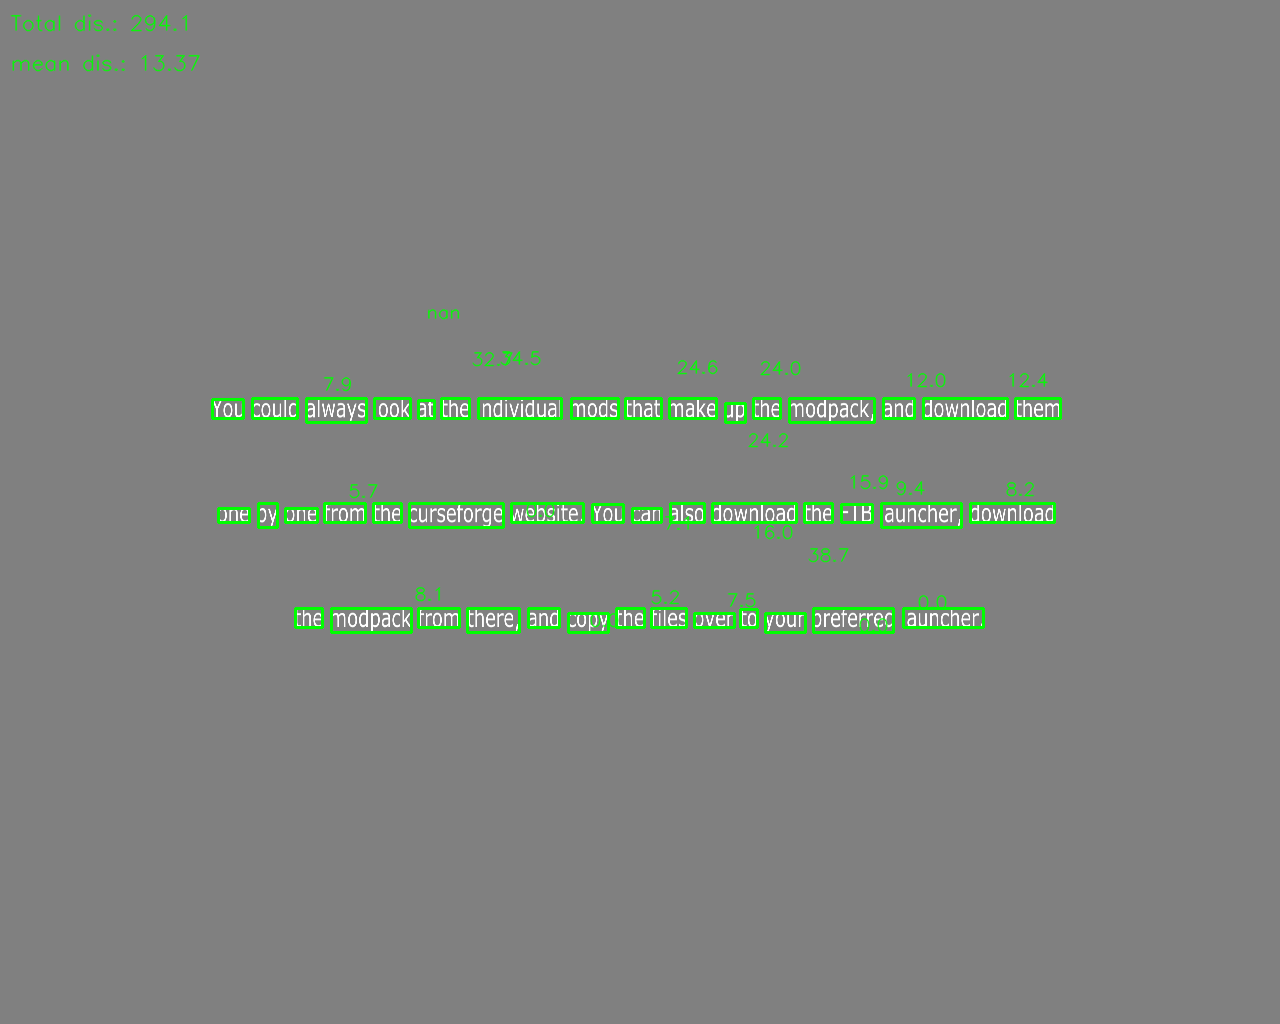 Total dis.: 294.1
mean dis.: 13.37
nan
32.7 34.5 24.6 24.0
7.9 12.0 12.4
You could always look at the individual mods that make up the modpack, and download them
24.2
5.7 15.9 9.4 8.2
one by one from the curseforge website. You can also download the FTB launcher, download
16.0
38.7
8.1 5.2 7.5 0.0
the modpack from there, and copy the files over to your preferred launcher.